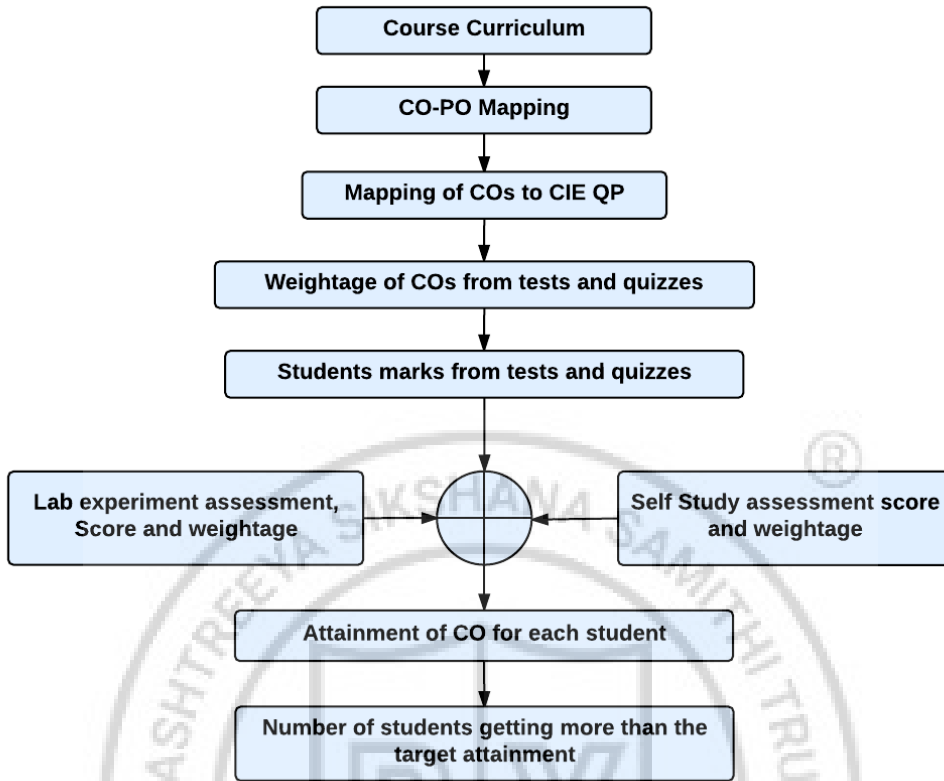 Course Curriculum
CO-PO Mapping
Mapping of COs to CIE QP
Weightage of COs from tests and quizzes
Students marks from tests and quizzes
®
Lab experiment assessment,
Score and weightage
Self Study assessment score
and weightage
SIKSHANA SAMITHI
Attainment of CO for each student
Number of students getting more than the
target attainment